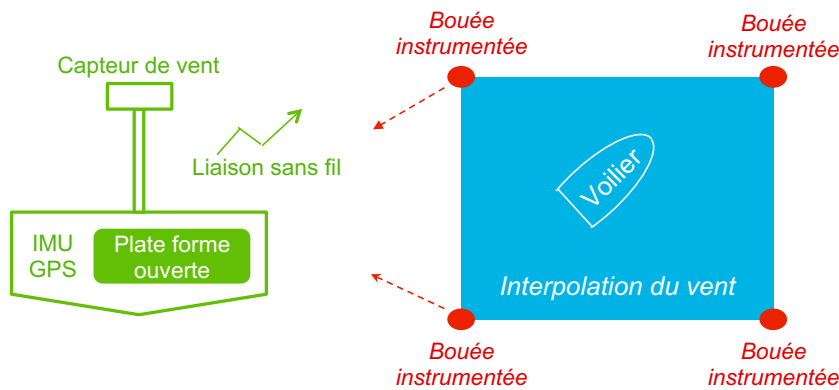 Capteur de vent
Liaison sans fil
IMU
GPS
Plate forme
ouverte
Bouée
instrumentée
Bouée
instrumentée
Voilier
Interpolation du vent
Bouée
instrumentée
Bouée
instrumentée